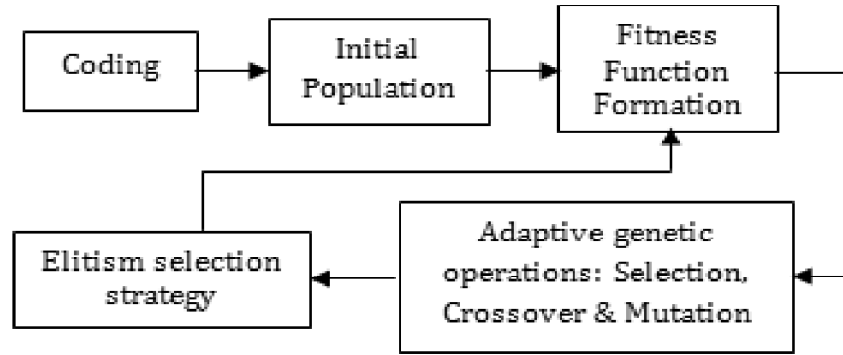 Coding
Initial
Population
Fitness
Function
Formation
Elitism selection
strategy
Adaptive genetic
operations: Selection,
Crossover & Mutation